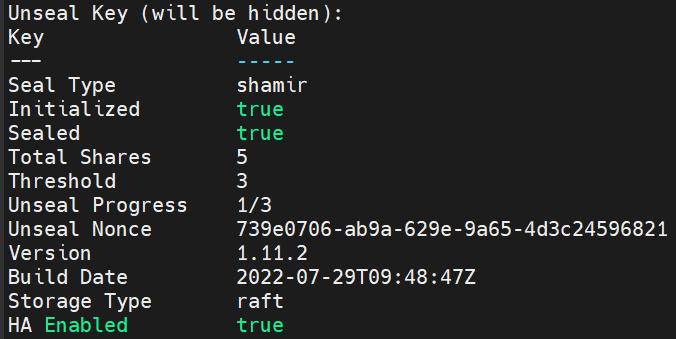 Unseal Key (will be hidden):
Key Value
--- -----
Seal Type shamir
Initialized true
Sealed true
Total Shares 5
Threshold 3
Unseal Progress 1/3
Unseal Nonce 739e0706-ab9a-629e-9a65-4d3c24596821
Version 1.11.2
Build Date 2022-07-29T09:48:47Z
Storage Type raft
HA Enabled true